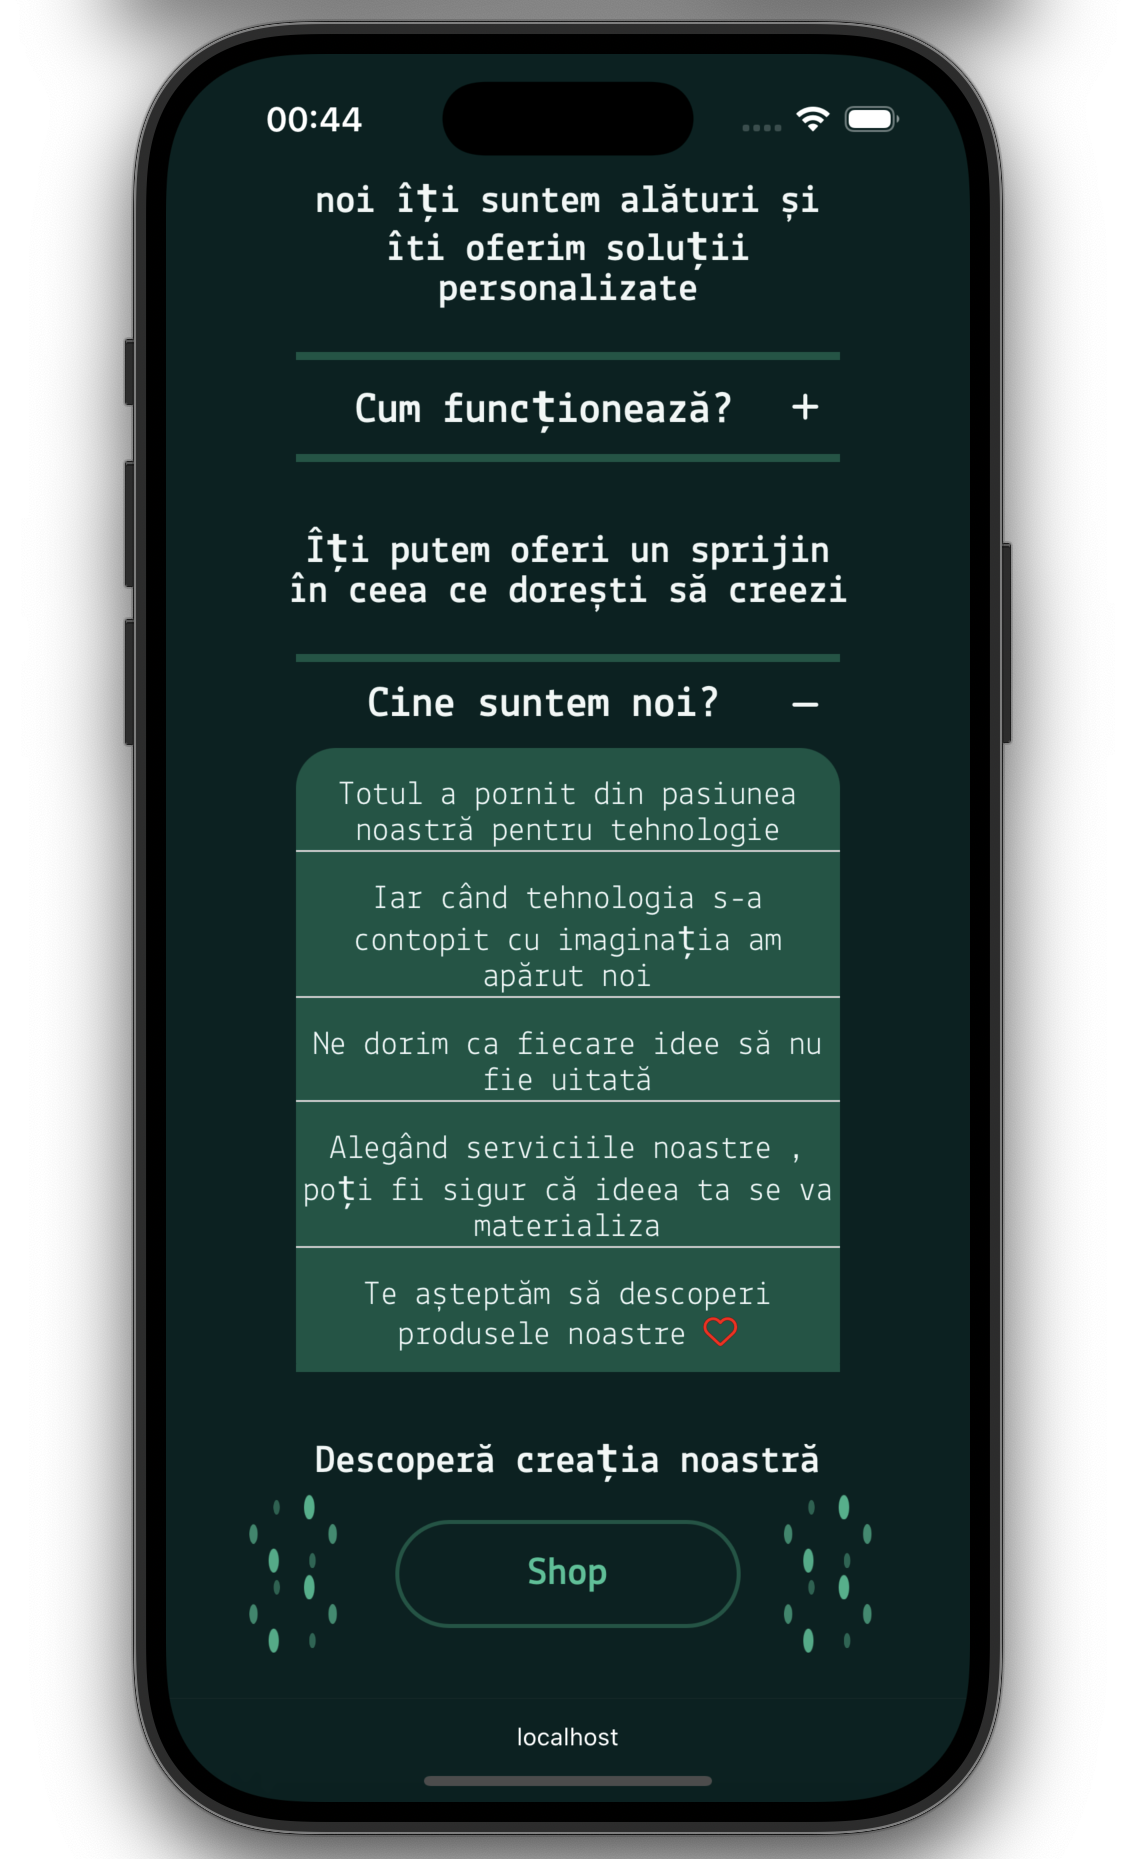 00:44
noi îți suntem alături și
îti oferim soluții
personalizate
Cum funcționează? +
Îți putem oferi un sprijin
în ceea ce dorești să creezi
Cine suntem noi? −
Totul a pornit din pasiunea
noastră pentru tehnologie
Iar când tehnologia s-a
contopit cu imaginația am
apărut noi
Ne dorim ca fiecare idee să nu
fie uitată
Alegând serviciile noastre ,
poți fi sigur că ideea ta se va
materializa
Te așteptăm să descoperi
produsele noastre
Descoperă creația noastră
Shop
localhost